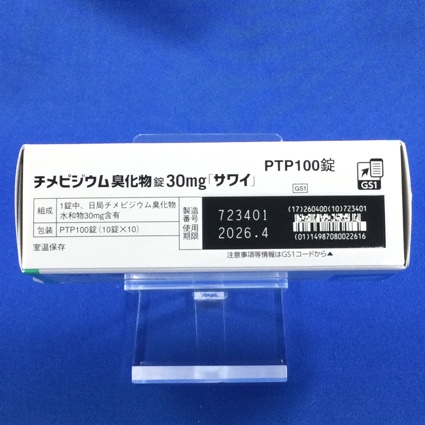 PTP100錠
チメピジウム臭化物錠30mg「サワイ」
GS1
GS1
組成 1錠中、日局チメピジウム臭化物
水和物30mg含有
包装 PTP100錠(10錠×10)
室温保存
製造番号 723401
使用期限 2026.4
(17)260400(10)723401
(01)14987080022616
注意事項等情報はGS1コードから▲